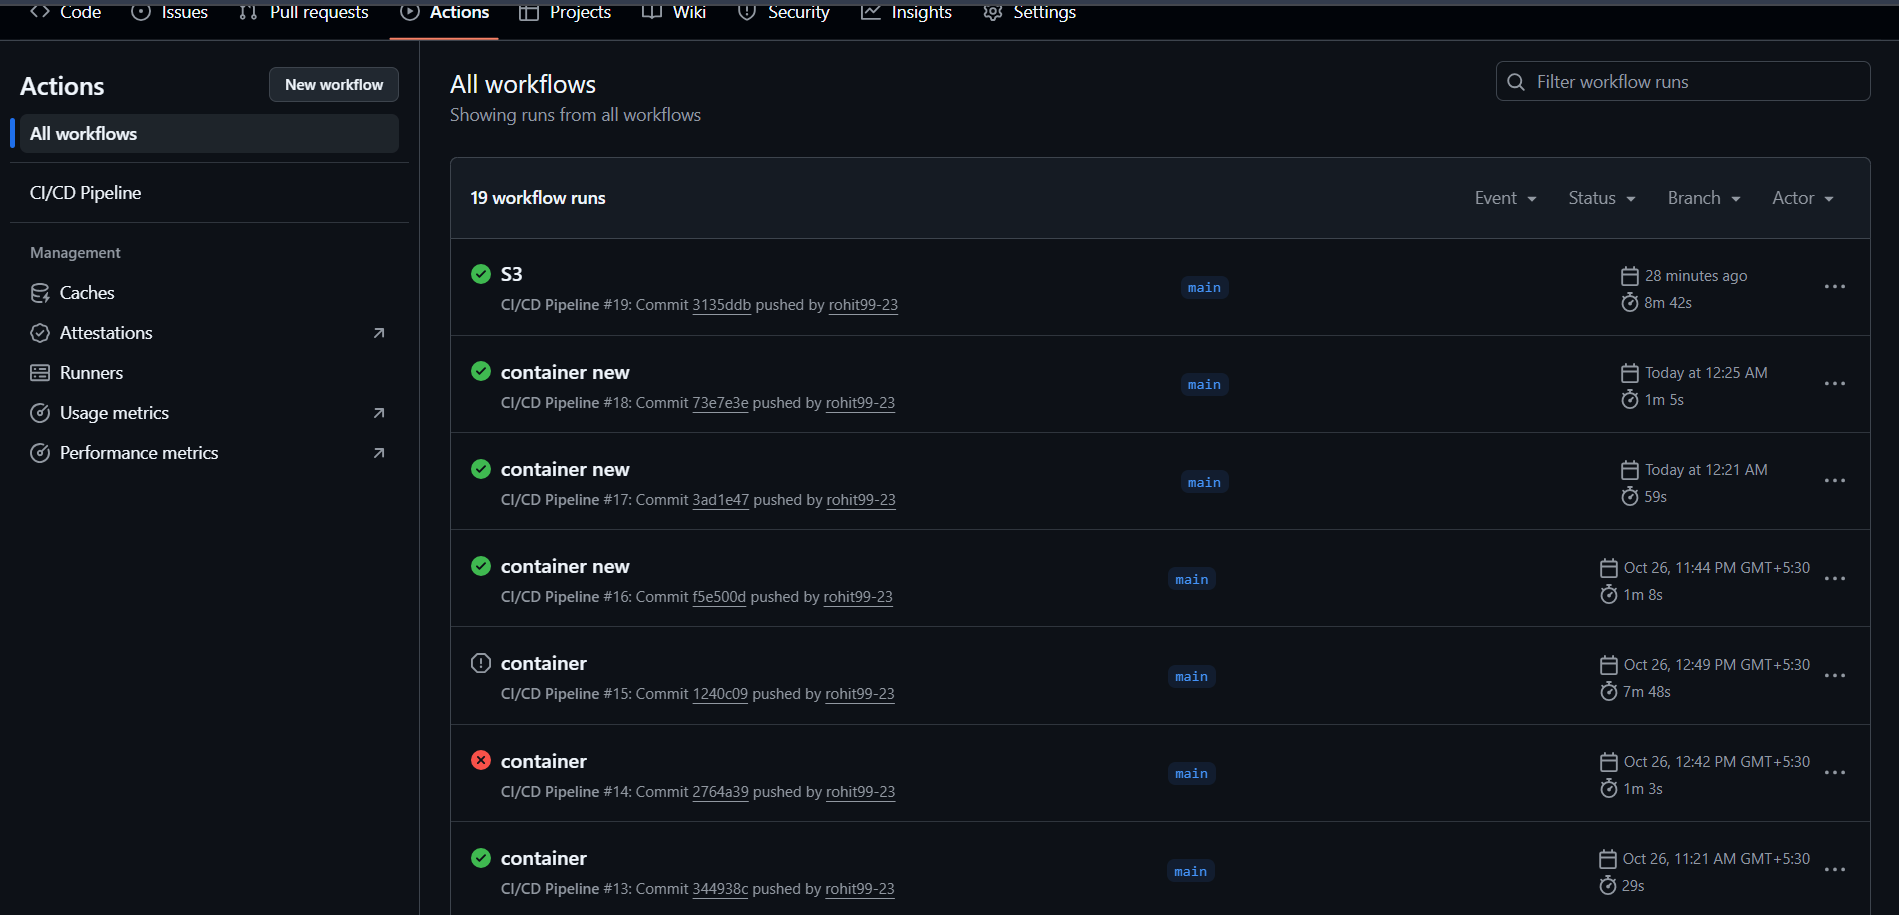 Code Issues Pull requests Actions Projects Wiki Security Insights Settings
Actions
New workflow
All workflows
CI/CD Pipeline
Management
Caches
Attestations
Runners
Usage metrics
Performance metrics
All workflows
Showing runs from all workflows
Filter workflow runs
19 workflow runs
Event Status Branch Actor
S3
CI/CD Pipeline #19: Commit 3135ddb pushed by rohit99-23
main
28 minutes ago
8m 42s
container new
CI/CD Pipeline #18: Commit 73e7e3e pushed by rohit99-23
main
Today at 12:25 AM
1m 5s
container new
CI/CD Pipeline #17: Commit 3ad1e47 pushed by rohit99-23
main
Today at 12:21 AM
59s
container new
CI/CD Pipeline #16: Commit f5e500d pushed by rohit99-23
main
Oct 26, 11:44 PM GMT+5:30
1m 8s
container
CI/CD Pipeline #15: Commit 1240c09 pushed by rohit99-23
main
Oct 26, 12:49 PM GMT+5:30
7m 48s
container
CI/CD Pipeline #14: Commit 2764a39 pushed by rohit99-23
main
Oct 26, 12:42 PM GMT+5:30
1m 3s
container
CI/CD Pipeline #13: Commit 344938c pushed by rohit99-23
main
Oct 26, 11:21 AM GMT+5:30
29s